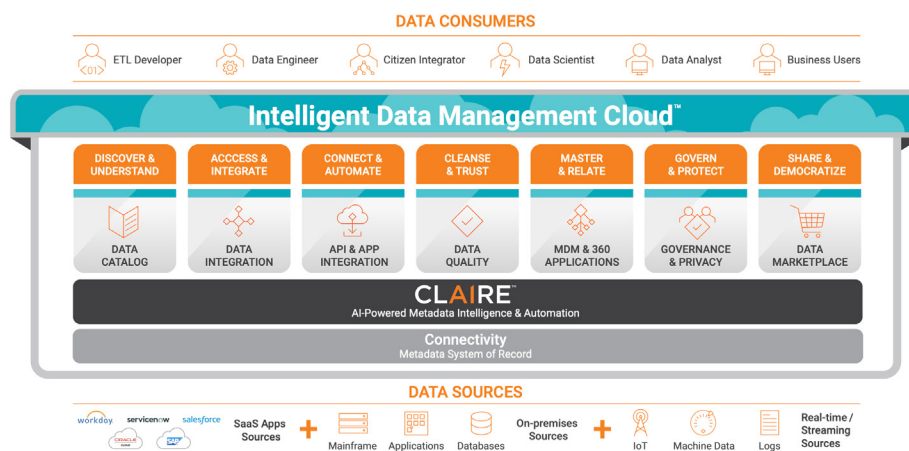 DATA CONSUMERS
<01>
ETL Developer
Data Engineer
Citizen Integrator
Data Scientist
Data Analyst
Business Users
Intelligent Data Management Cloud™
DISCOVER &
UNDERSTAND
ACCCESS &
INTEGRATE
CONNECT &
AUTOMATE
CLEANSE
& TRUST
MASTER
& RELATE
GOVERN
& PROTECT
SHARE &
DEMOCRATIZE
DATA
CATALOG
DATA
INTEGRATION
API & APP
INTEGRATION
DATA
QUALITY
MDM & 360
APPLICATIONS
GOVERNANCE
& PRIVACY
DATA
MARKETPLACE
CLAIRE™
AI-Powered Metadata Intelligence & Automation
Connectivity
Metadata System of Record
DATA SOURCES
workday
servicenow
salesforce
ORACLE
CLOUD
SAP
SaaS Apps
Sources
+
Mainframe
Applications
Databases
On-premises
Sources
+
IoT
Machine Data
Logs
Real-time /
Streaming
Sources